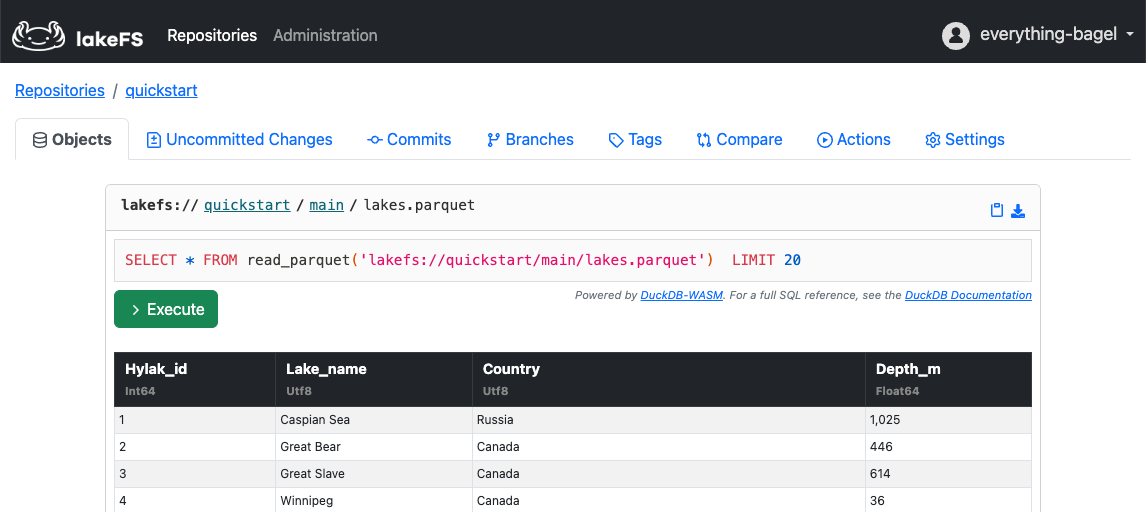 lakeFS Repositories Administration everything-bagel
Repositories / quickstart
Objects Uncommitted Changes Commits Branches Tags Compare Actions Settings
lakefs:// quickstart / main / lakes.parquet
SELECT * FROM read_parquet('lakefs://quickstart/main/lakes.parquet')  LIMIT 20
Execute
Powered by DuckDB-WASM. For a full SQL reference, see the DuckDB Documentation
Hylak_id Lake_name Country Depth_m
Int64 Utf8 Utf8 Float64
1 Caspian Sea Russia 1,025
2 Great Bear Canada 446
3 Great Slave Canada 614
4 Winnipeg Canada 36